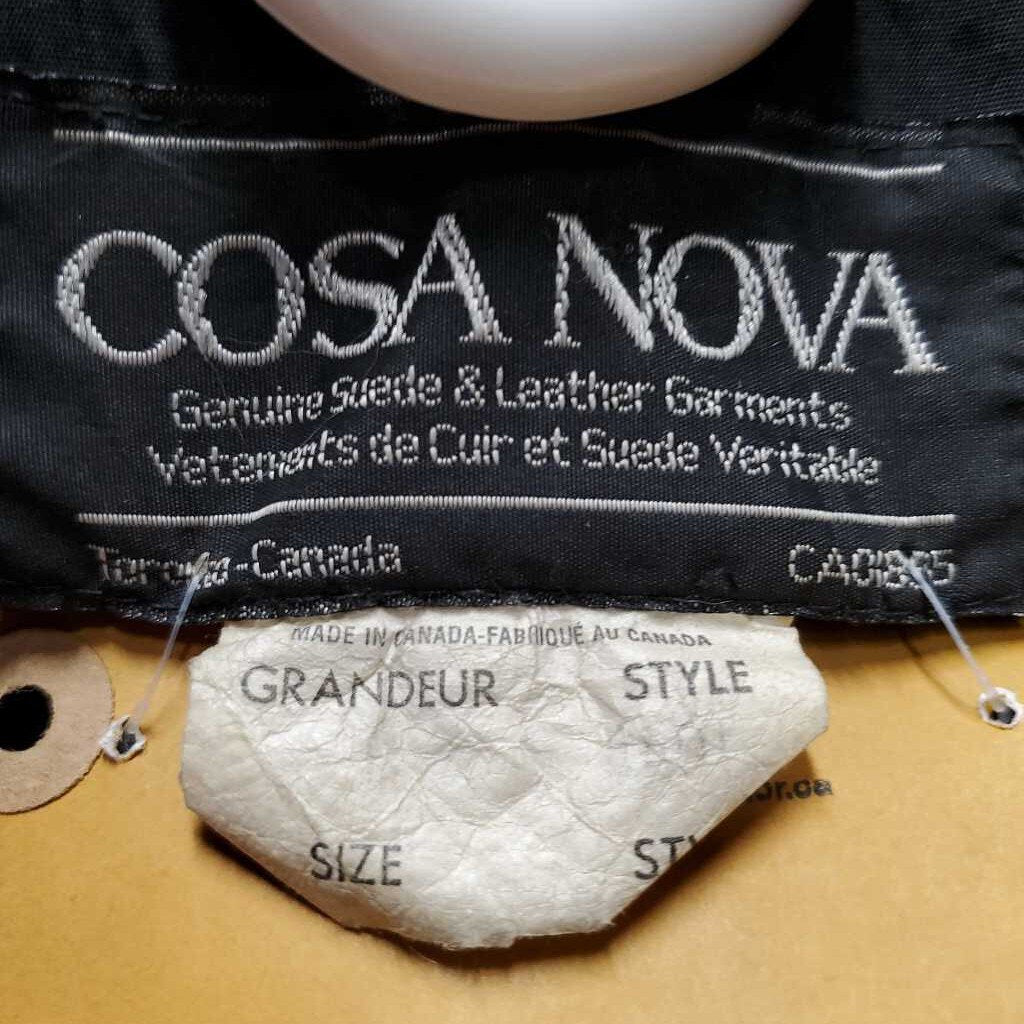 COSA NOVA
Genuine Suede & Leather Garments
Vetements de Cuir et Suede Veritable
Toronto-Canada
MADE IN CANADA-FABRIQUÉ AU CANADA
GRANDEUR STYLE
SIZE